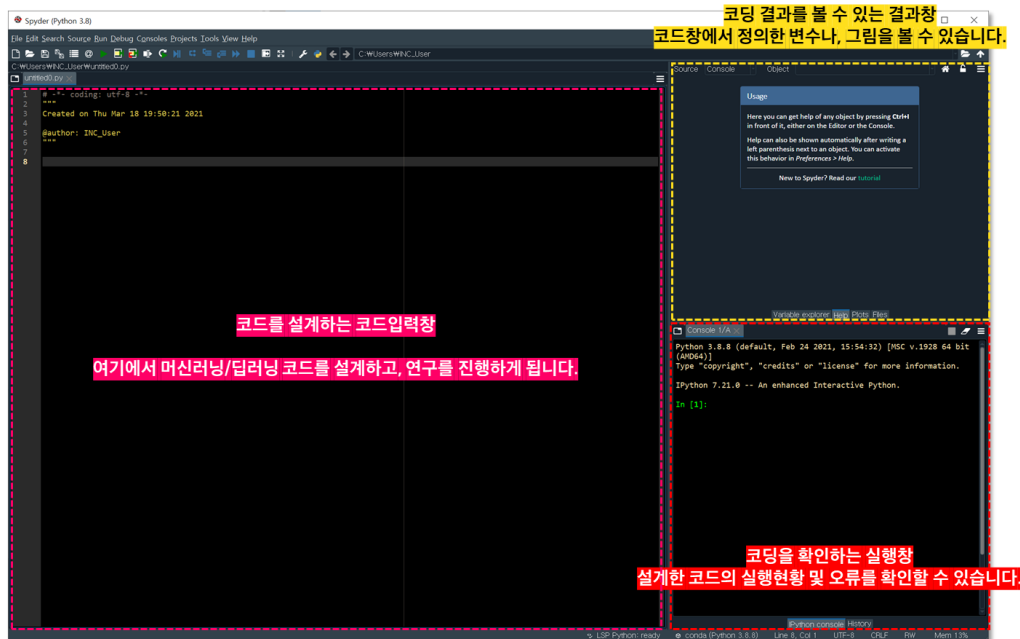 Spyder (Python 3.8)
코딩 결과를 볼 수 있는 결과창
코드창에서 정의한 변수나, 그림을 볼 수 있습니다.
File Edit Search Source Run Debug Consoles Projects Tools View Help
C:₩Users₩INC_User
C:₩Users₩INC_User₩untitled0.py
untitled0.py
1 # -*- coding: utf-8 -*-
2 """
3 Created on Thu Mar 18 19:50:21 2021
4
5 @author: INC_User
6 """
7
8
코드를 설계하는 코드입력창
여기에서 머신러닝/딥러닝 코드를 설계하고, 연구를 진행하게 됩니다.
Source Console Object
Usage
Here you can get help of any object by pressing Ctrl+I
in front of it, either on the Editor or the Console.
Help can also be shown automatically after writing a
left parenthesis next to an object. You can activate
this behavior in Preferences > Help.
New to Spyder? Read our tutorial
Variable explorer Help Plots Files
Console 1/A
Python 3.8.8 (default, Feb 24 2021, 15:54:32) [MSC v.1928 64 bit
(AMD64)]
Type "copyright", "credits" or "license" for more information.
IPython 7.21.0 -- An enhanced Interactive Python.
In [1]:
코딩을 확인하는 실행창
설계한 코드의 실행현황 및 오류를 확인할 수 있습니다.
IPython console History
LSP Python: ready conda (Python 3.8.8) Line 8, Col 1 UTF-8 CRLF RW Mem 13%